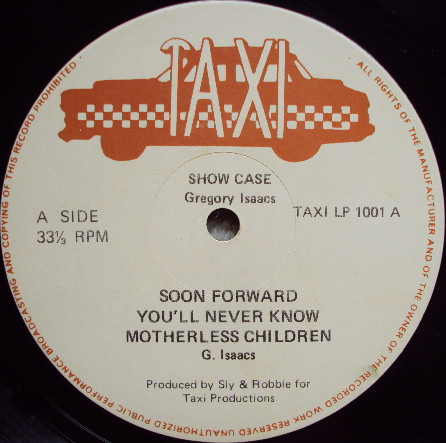 TAXI
SHOW CASE
Gregory Isaacs
A SIDE
33⅓ RPM
TAXI LP 1001 A
SOON FORWARD
YOU'LL NEVER KNOW
MOTHERLESS CHILDREN
G. Isaacs
Produced by Sly & Robbie for
Taxi Productions
ALL RIGHTS OF THE MANUFACTURER AND OF THE OWNER OF THE RECORDED WORK RESERVED UNAUTHORIZED PUBLIC PERFORMANCE BROADCASTING AND COPYING OF THIS RECORD PROHIBITED